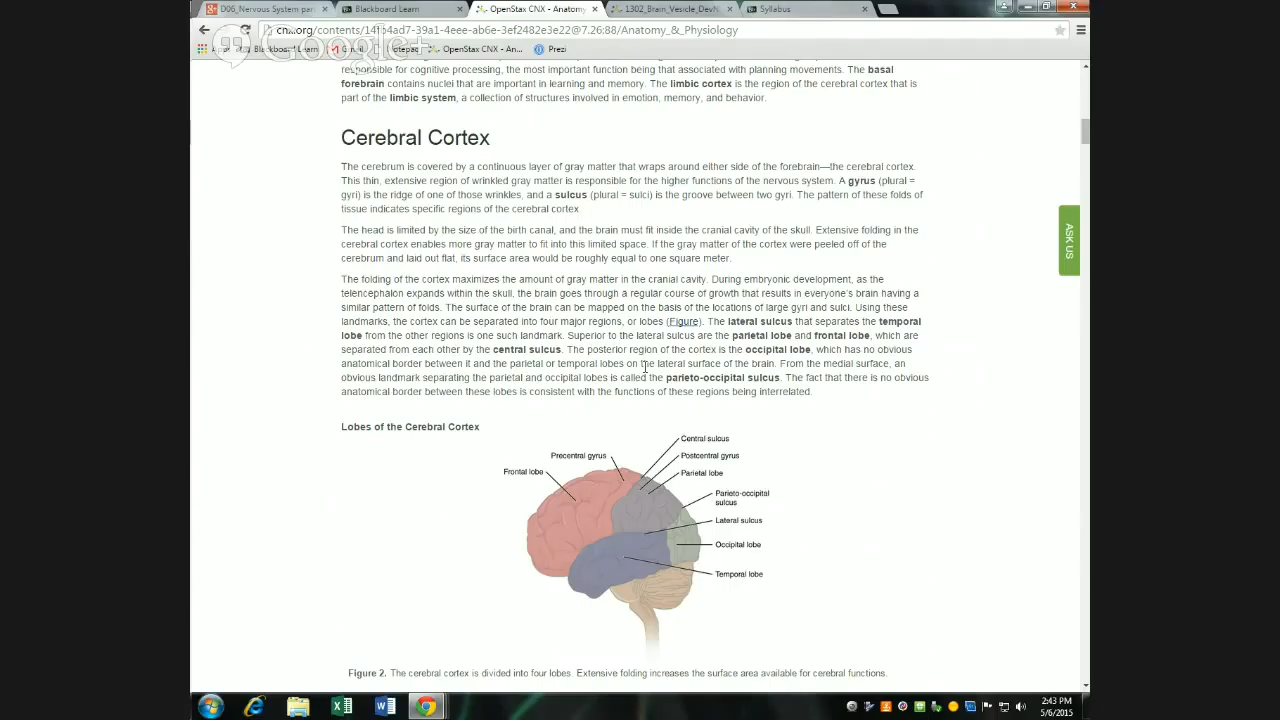 D06_Nervous System par
Blackboard Learn
OpenStax CNX - Anatomy
1302_Brain_Vesicle_DevN
Syllabus
cnx.org/contents/14fb4ad7-39a1-4eee-ab6e-3ef2482e3e22@7.26:88/Anatomy_&_Physiology
Google+
Blackboard Learn
OpenStax CNX - An...
Prezi
responsible for cognitive processing, the most important function being that associated with planning movements. The basal
forebrain contains nuclei that are important in learning and memory. The limbic cortex is the region of the cerebral cortex that is
part of the limbic system, a collection of structures involved in emotion, memory, and behavior.
Cerebral Cortex
The cerebrum is covered by a continuous layer of gray matter that wraps around either side of the forebrain—the cerebral cortex.
This thin, extensive region of wrinkled gray matter is responsible for the higher functions of the nervous system. A gyrus (plural =
gyri) is the ridge of one of those wrinkles, and a sulcus (plural = sulci) is the groove between two gyri. The pattern of these folds of
tissue indicates specific regions of the cerebral cortex.
The head is limited by the size of the birth canal, and the brain must fit inside the cranial cavity of the skull. Extensive folding in the
cerebral cortex enables more gray matter to fit into this limited space. If the gray matter of the cortex were peeled off of the
cerebrum and laid out flat, its surface area would be roughly equal to one square meter.
The folding of the cortex maximizes the amount of gray matter in the cranial cavity. During embryonic development, as the
telencephalon expands within the skull, the brain goes through a regular course of growth that results in everyone's brain having a
similar pattern of folds. The surface of the brain can be mapped on the basis of the locations of large gyri and sulci. Using these
landmarks, the cortex can be separated into four major regions, or lobes (Figure). The lateral sulcus that separates the temporal
lobe from the other regions is one such landmark. Superior to the lateral sulcus are the parietal lobe and frontal lobe, which are
separated from each other by the central sulcus. The posterior region of the cortex is the occipital lobe, which has no obvious
anatomical border between it and the parietal or temporal lobes on the lateral surface of the brain. From the medial surface, an
obvious landmark separating the parietal and occipital lobes is called the parieto-occipital sulcus. The fact that there is no obvious
anatomical border between these lobes is consistent with the functions of these regions being interrelated.
ASK US
Lobes of the Cerebral Cortex
Central sulcus
Precentral gyrus
Postcentral gyrus
Frontal lobe
Parietal lobe
Parieto-occipital
sulcus
Lateral sulcus
Occipital lobe
Temporal lobe
Figure 2. The cerebral cortex is divided into four lobes. Extensive folding increases the surface area available for cerebral functions.
2:43 PM
5/6/2015